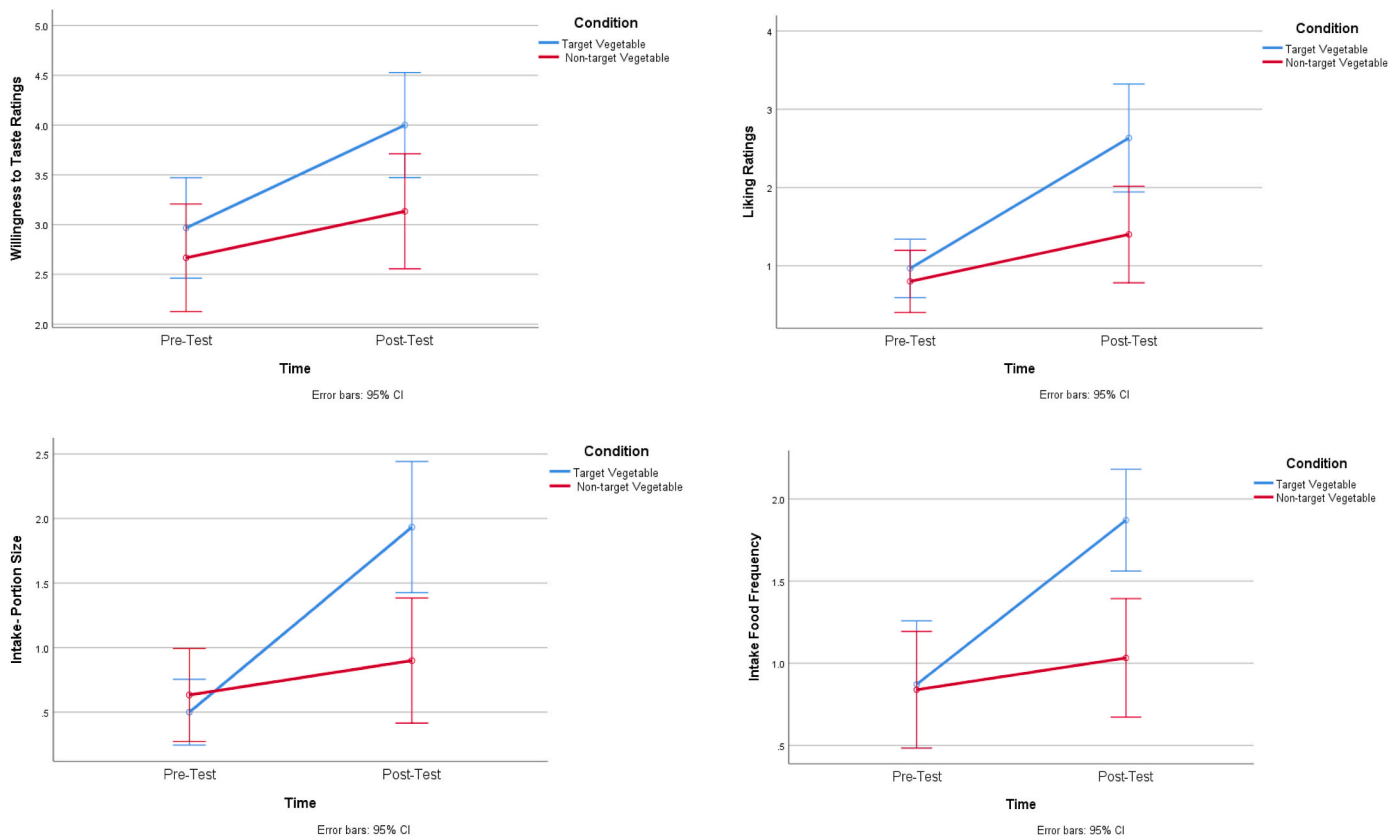 Condition
Target Vegetable
Non-target Vegetable
5.0
4.5
4.0
3.5
3.0
2.5
2.0
Willingness to Taste Ratings
Pre-Test
Post-Test
Time
Error bars: 95% CI
Condition
Target Vegetable
Non-target Vegetable
4
3
2
1
Liking Ratings
Pre-Test
Post-Test
Time
Error bars: 95% CI
Condition
Target Vegetable
Non-target Vegetable
2.5
2.0
1.5
1.0
.5
Intake- Portion Size
Pre-Test
Post-Test
Time
Error bars: 95% CI
Condition
Target Vegetable
Non-target Vegetable
2.0
1.5
1.0
.5
Intake Food Frequency
Pre-Test
Post-Test
Time
Error bars: 95% CI